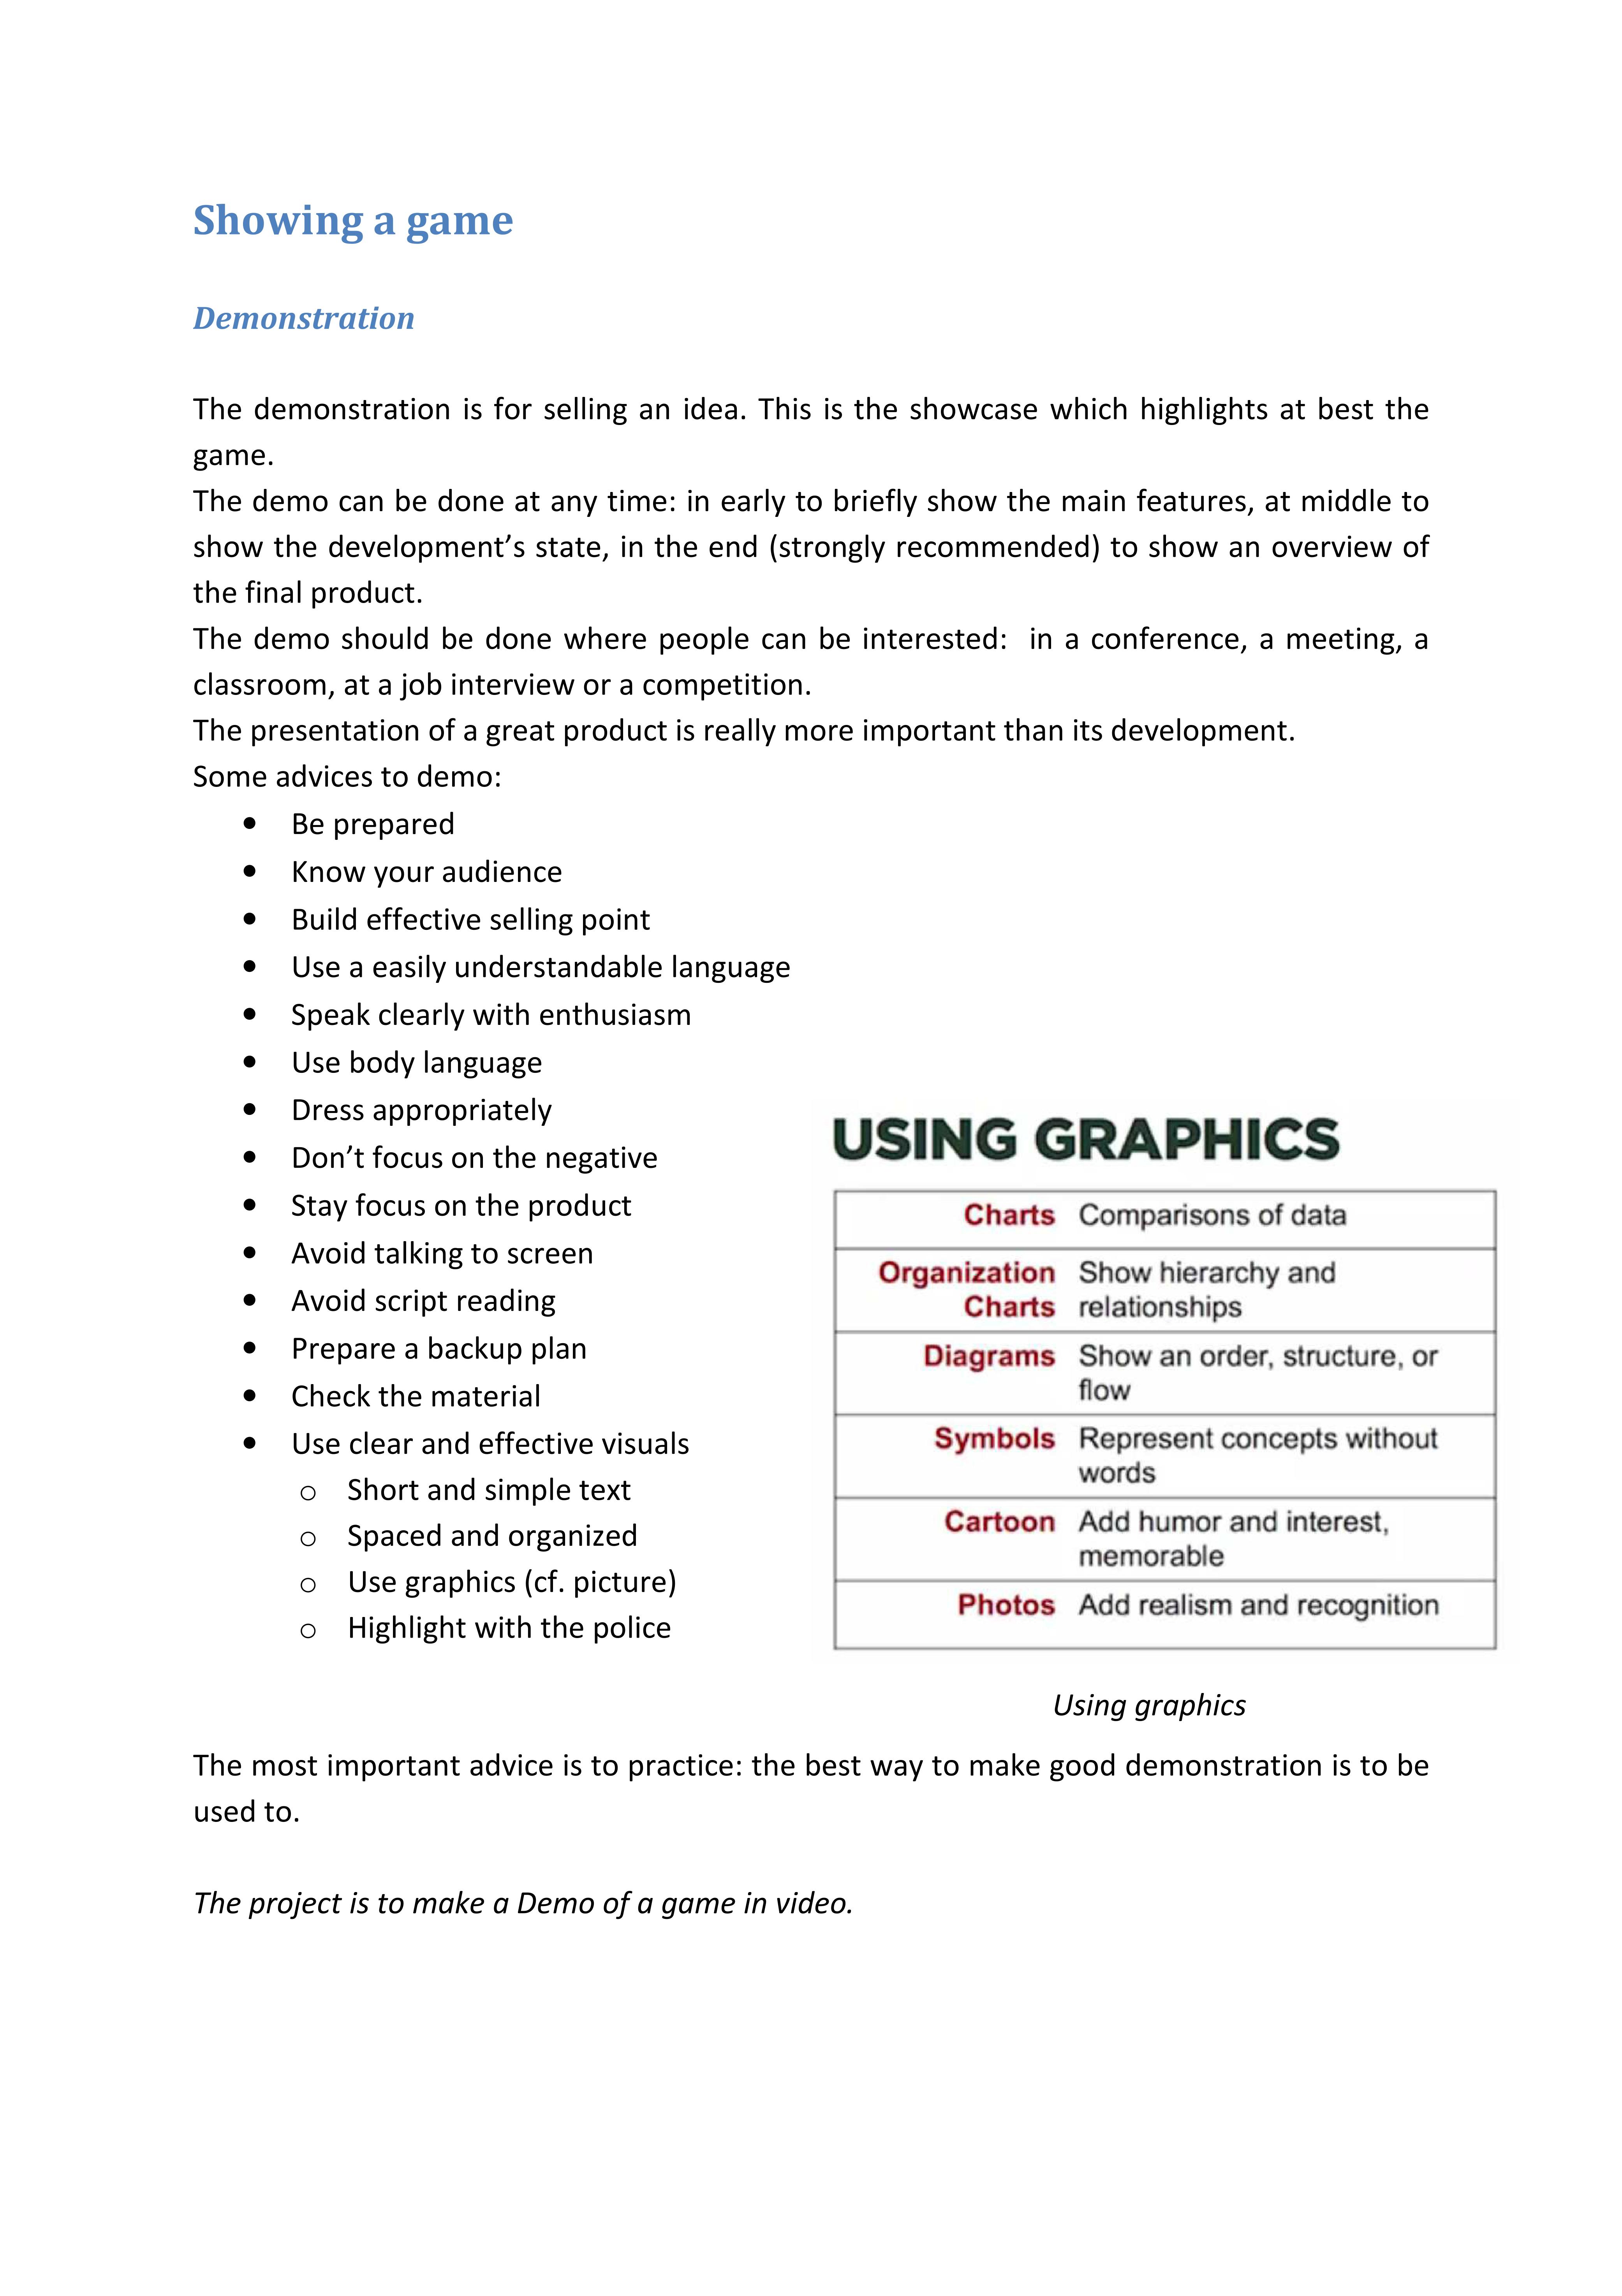 Showing a game
Demonstration
The demonstration is for selling an idea. This is the showcase which highlights at best the
game.
The demo can be done at any time: in early to briefly show the main features, at middle to
show the development’s state, in the end (strongly recommended) to show an overview of
the final product.
The demo should be done where people can be interested:  in a conference, a meeting, a
classroom, at a job interview or a competition.
The presentation of a great product is really more important than its development.
Some advices to demo:
• Be prepared
• Know your audience
• Build effective selling point
• Use a easily understandable language
• Speak clearly with enthusiasm
• Use body language
• Dress appropriately
• Don’t focus on the negative
• Stay focus on the product
• Avoid talking to screen
• Avoid script reading
• Prepare a backup plan
• Check the material
• Use clear and effective visuals
o Short and simple text
o Spaced and organized
o Use graphics (cf. picture)
o Highlight with the police
USING GRAPHICS
Charts Comparisons of data
Organization Show hierarchy and
Charts relationships
Diagrams Show an order, structure, or
flow
Symbols Represent concepts without
words
Cartoon Add humor and interest,
memorable
Photos Add realism and recognition
Using graphics
The most important advice is to practice: the best way to make good demonstration is to be
used to.
The project is to make a Demo of a game in video.